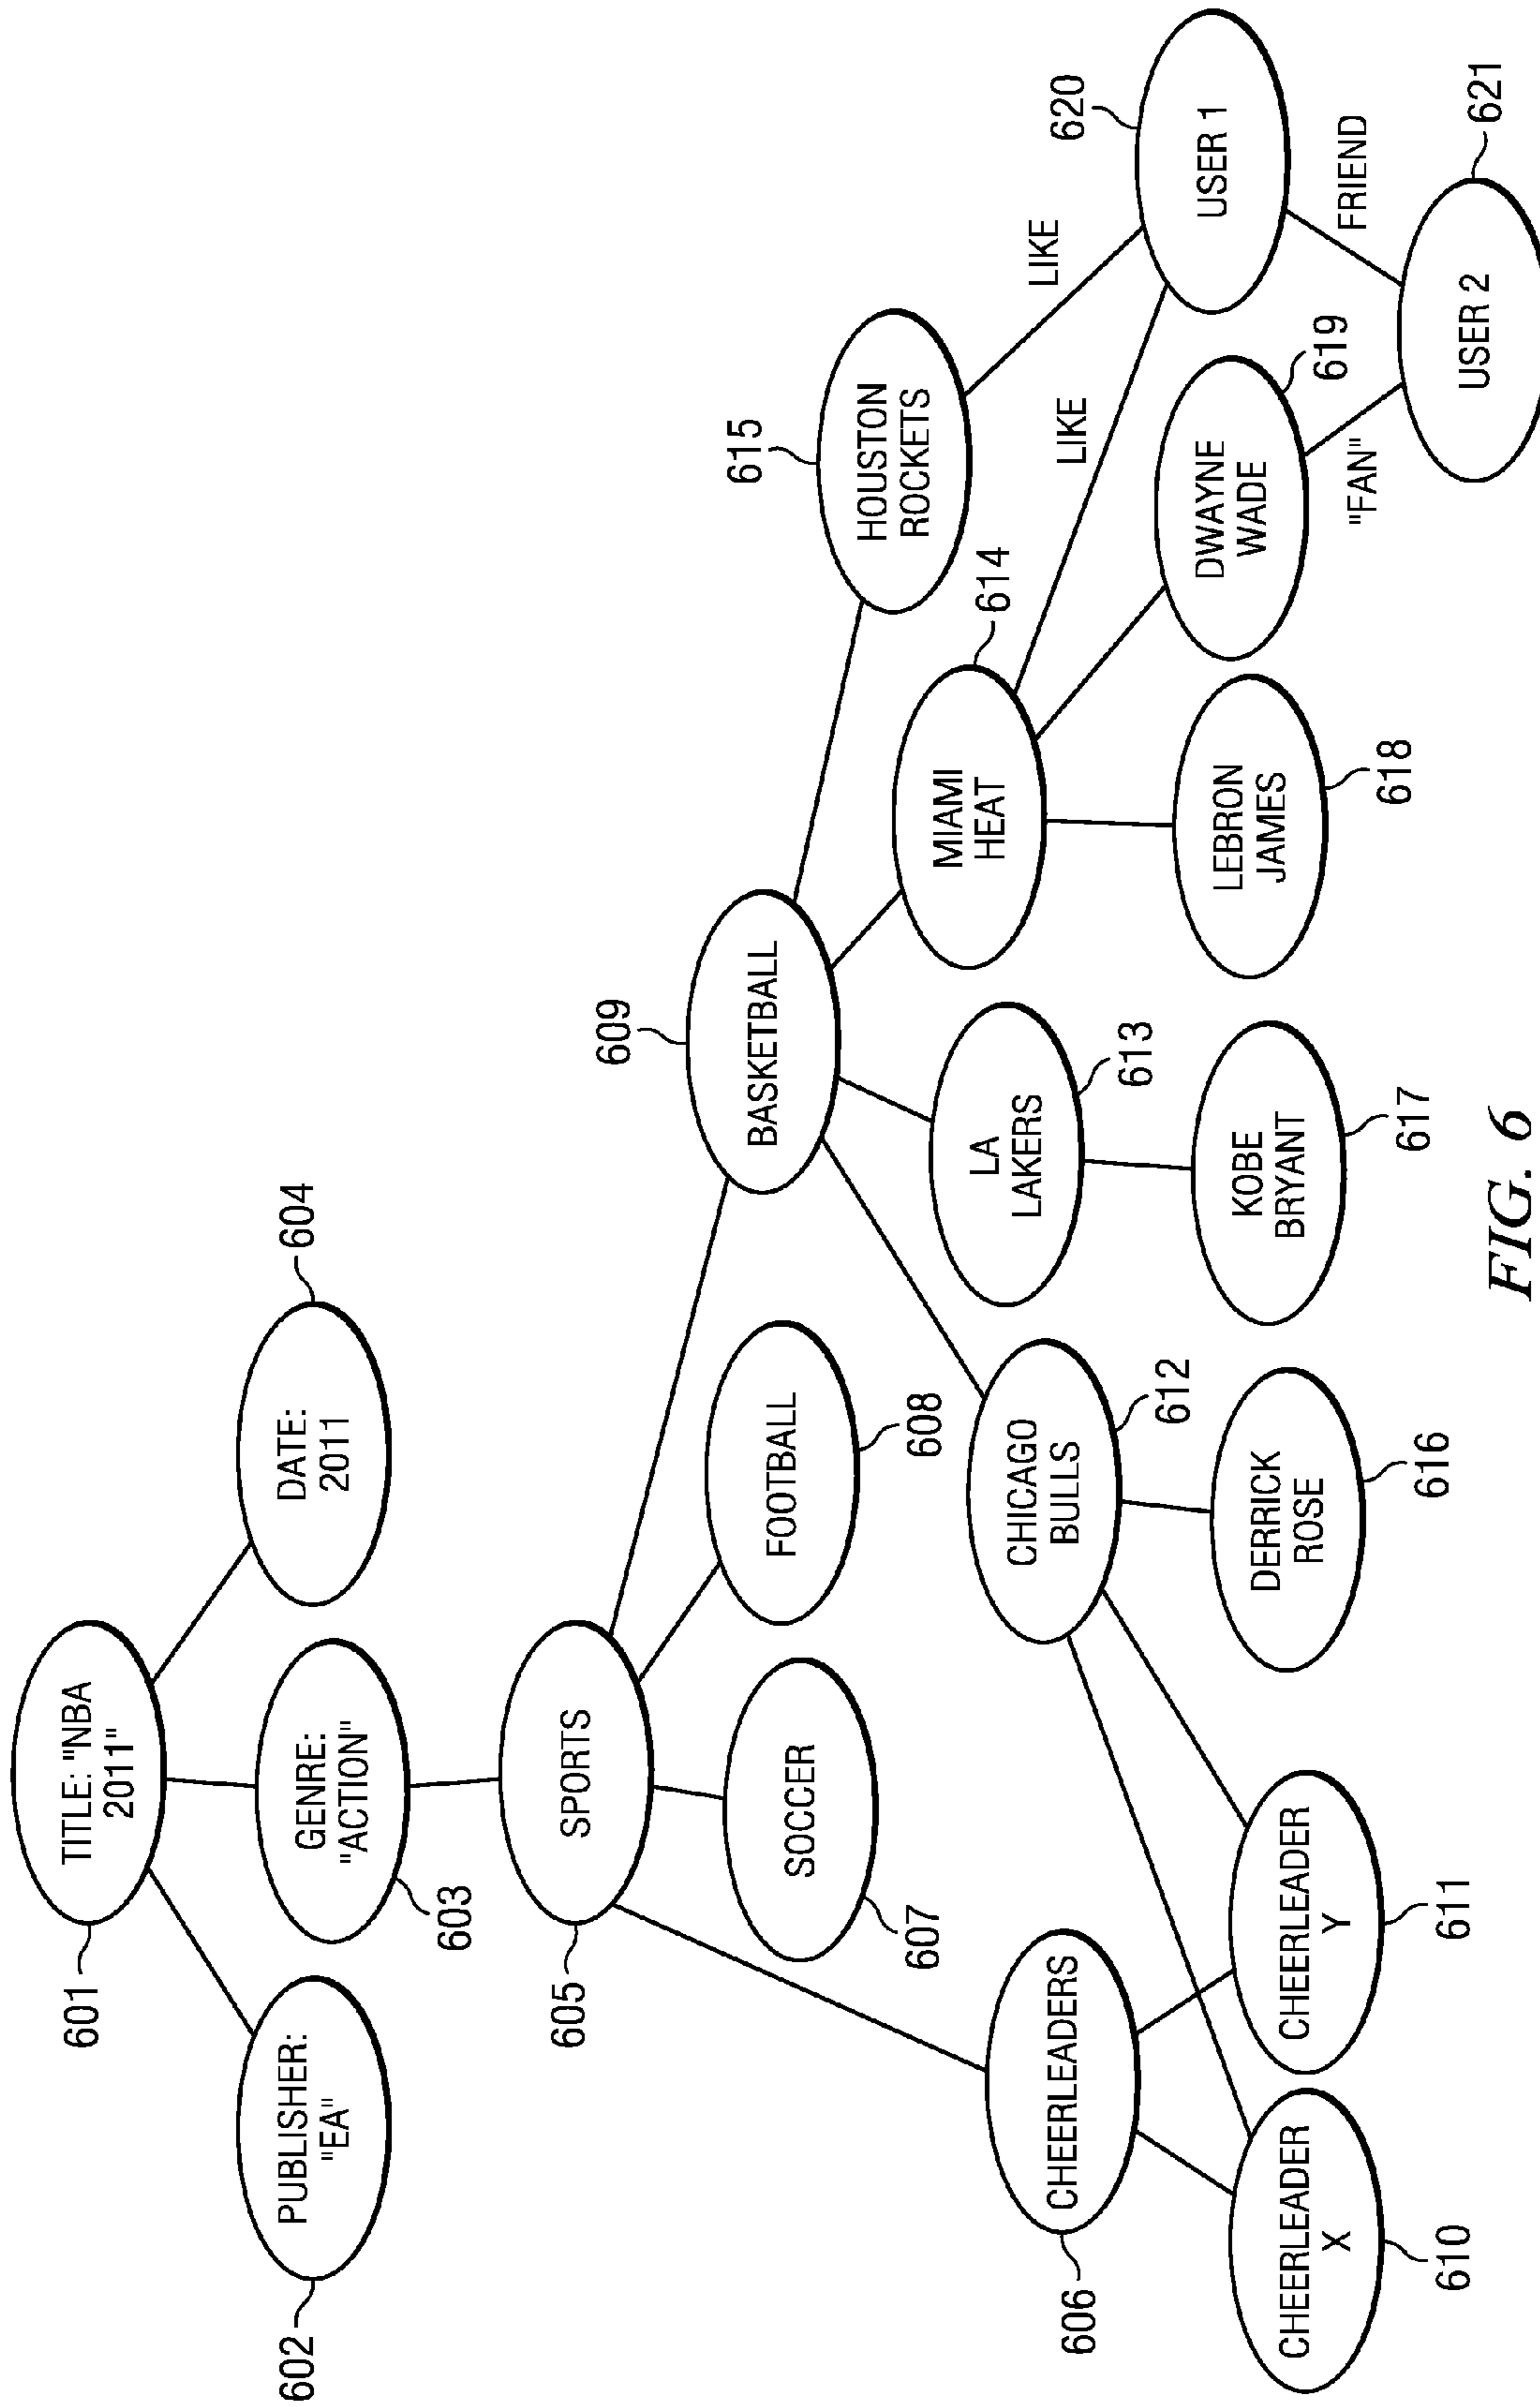 601
TITLE: "NBA
2011"
602
PUBLISHER:
"EA"
GENRE:
"ACTION"
603
DATE:
2011
604
605
SPORTS
606
CHEERLEADERS
SOCCER
607
FOOTBALL
608
609
BASKETBALL
CHEERLEADER
X
610
CHEERLEADER
Y
611
CHICAGO
BULLS
612
LA
LAKERS
613
MIAMI
HEAT
614
615
HOUSTON
ROCKETS
DERRICK
ROSE
616
KOBE
BRYANT
617
LEBRON
JAMES
618
DWAYNE
WADE
619
LIKE
LIKE
620
USER 1
"FAN"
FRIEND
USER 2
621
FIG. 6